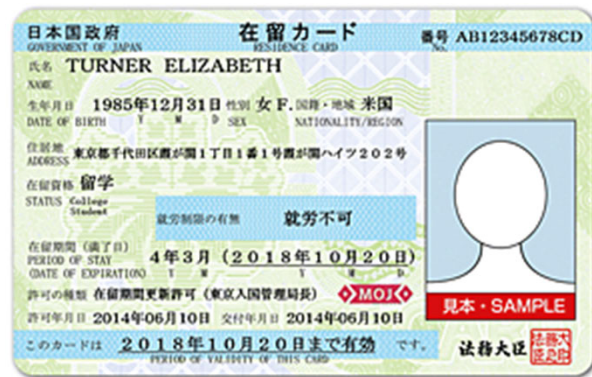 日本国政府 在留カード 番号 AB12345678CD
GOVERNMENT OF JAPAN RESIDENCE CARD No.
氏名 TURNER ELIZABETH
NAME
生年月日 1985年12月31日 性別 女 F. 国籍・地域 米国
DATE OF BIRTH Y M D SEX NATIONALITY/REGION
住居地 東京都千代田区霞が関1丁目1番1号霞が関ハイツ202号
ADDRESS
在留資格 留学
STATUS College
Student
就労制限の有無 就労不可
在留期間(満了日) 4年3月(2018年10月20日)
PERIOD OF STAY
(DATE OF EXPIRATION) Y M Y M D
許可の種類 在留期間更新許可(東京入国管理局長) MOJ
見本・SAMPLE
許可年月日 2014年06月10日 交付年月日 2014年06月10日
このカードは 2018年10月20日まで有効 です。
PERIOD OF VALIDITY OF THIS CARD
法務大臣